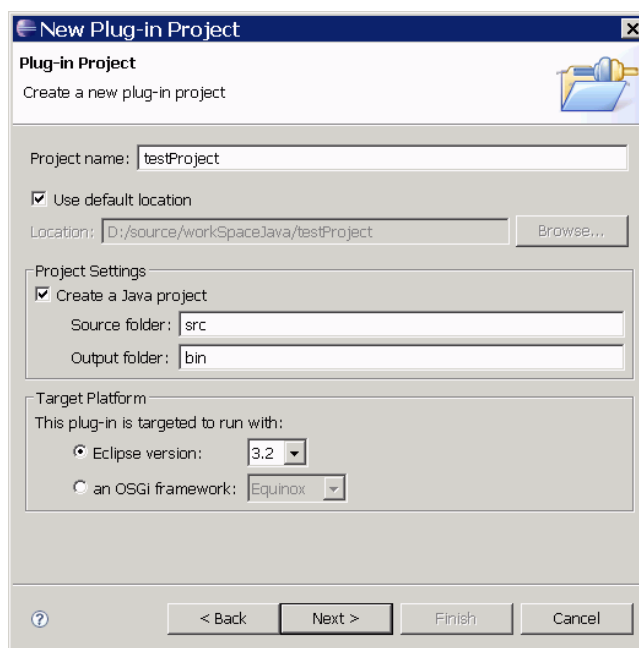 New Plug-in Project
Plug-in Project
Create a new plug-in project
Project name: testProject
Use default location
Location: D:/source/workSpaceJava/testProject Browse...
Project Settings
Create a Java project
Source folder: src
Output folder: bin
Target Platform
This plug-in is targeted to run with:
Eclipse version: 3.2
an OSGi framework: Equinox
? < Back Next > Finish Cancel